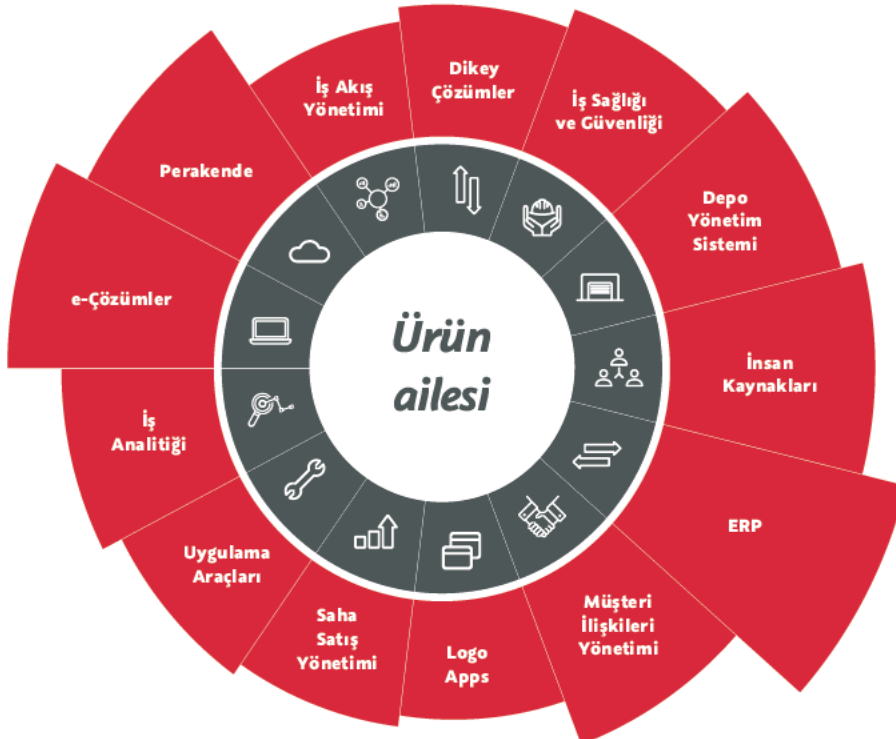 Ürün
ailesi
Dikey
Çözümler
İş Sağlığı
ve Güvenliği
Depo
Yönetim
Sistemi
İnsan
Kaynakları
ERP
Müşteri
İlişkileri
Yönetimi
Logo
Apps
Saha
Satış
Yönetimi
Uygulama
Araçları
İş
Analitiği
e-Çözümler
Perakende
İş Akış
Yönetimi